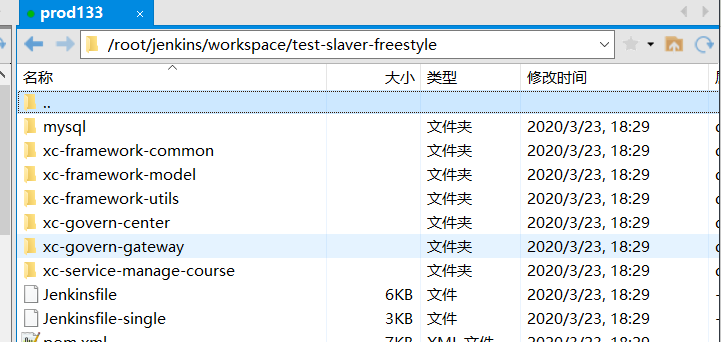 prod133
/root/jenkins/workspace/test-slaver-freestyle
名称 大小 类型 修改时间
..
mysql 文件夹 2020/3/23, 18:29
xc-framework-common 文件夹 2020/3/23, 18:29
xc-framework-model 文件夹 2020/3/23, 18:29
xc-framework-utils 文件夹 2020/3/23, 18:29
xc-govern-center 文件夹 2020/3/23, 18:29
xc-govern-gateway 文件夹 2020/3/23, 18:29
xc-service-manage-course 文件夹 2020/3/23, 18:29
Jenkinsfile 6KB 文件 2020/3/23, 18:29
Jenkinsfile-single 3KB 文件 2020/3/23, 18:29
pom.xml 7KB XML 文件 2020/3/23, 18:29